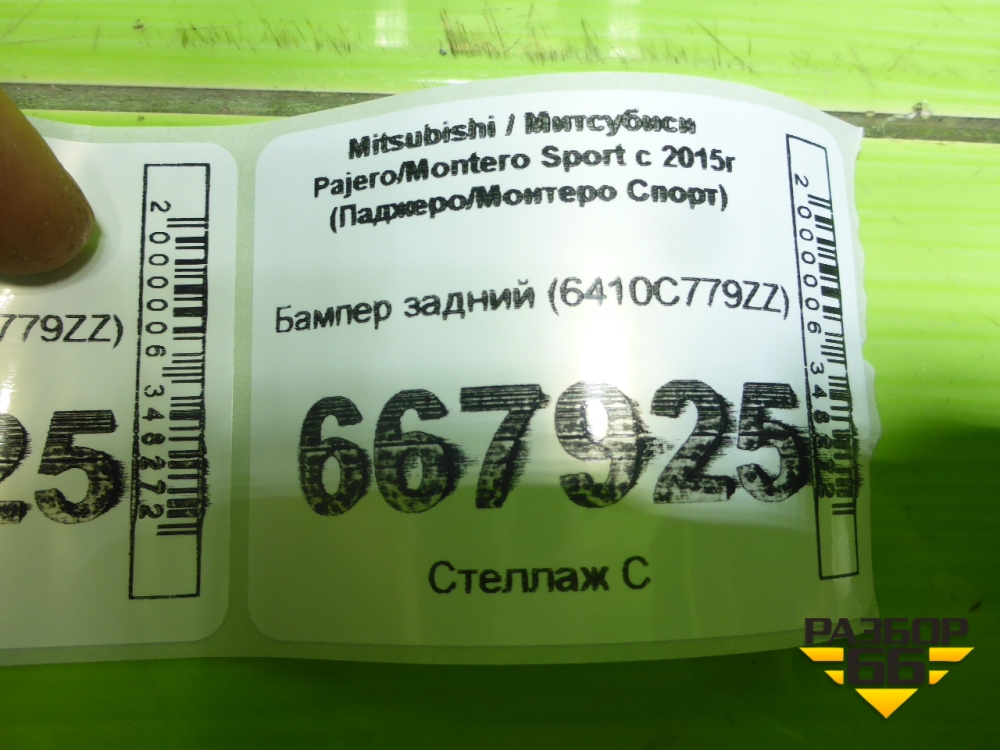 779ZZ)
25
2000006348272
Mitsubishi / Митсубиси
Pajero/Montero Sport с 2015г
(Паджеро/Монтеро Спорт)
Бампер задний (6410C779ZZ)
667925
Стеллаж С
2000006348272
РАЗБОР
66